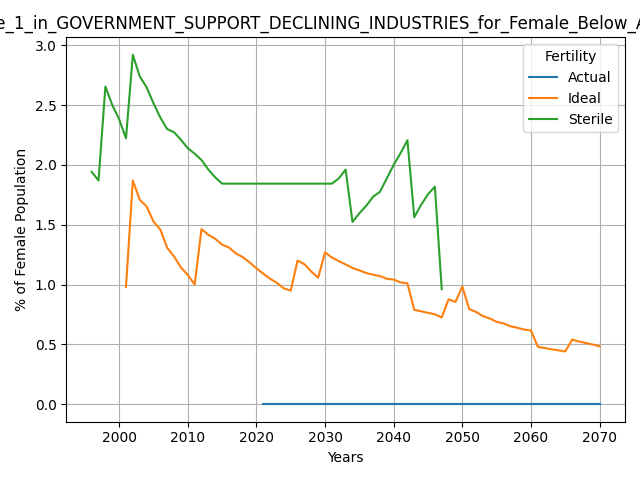 e_1_in_GOVERNMENT_SUPPORT_DECLINING_INDUSTRIES_for_Female_Below_A
Fertility
Actual
Ideal
Sterile
% of Female Population
3.0
2.5
2.0
1.5
1.0
0.5
0.0
2000 2010 2020 2030 2040 2050 2060 2070
Years